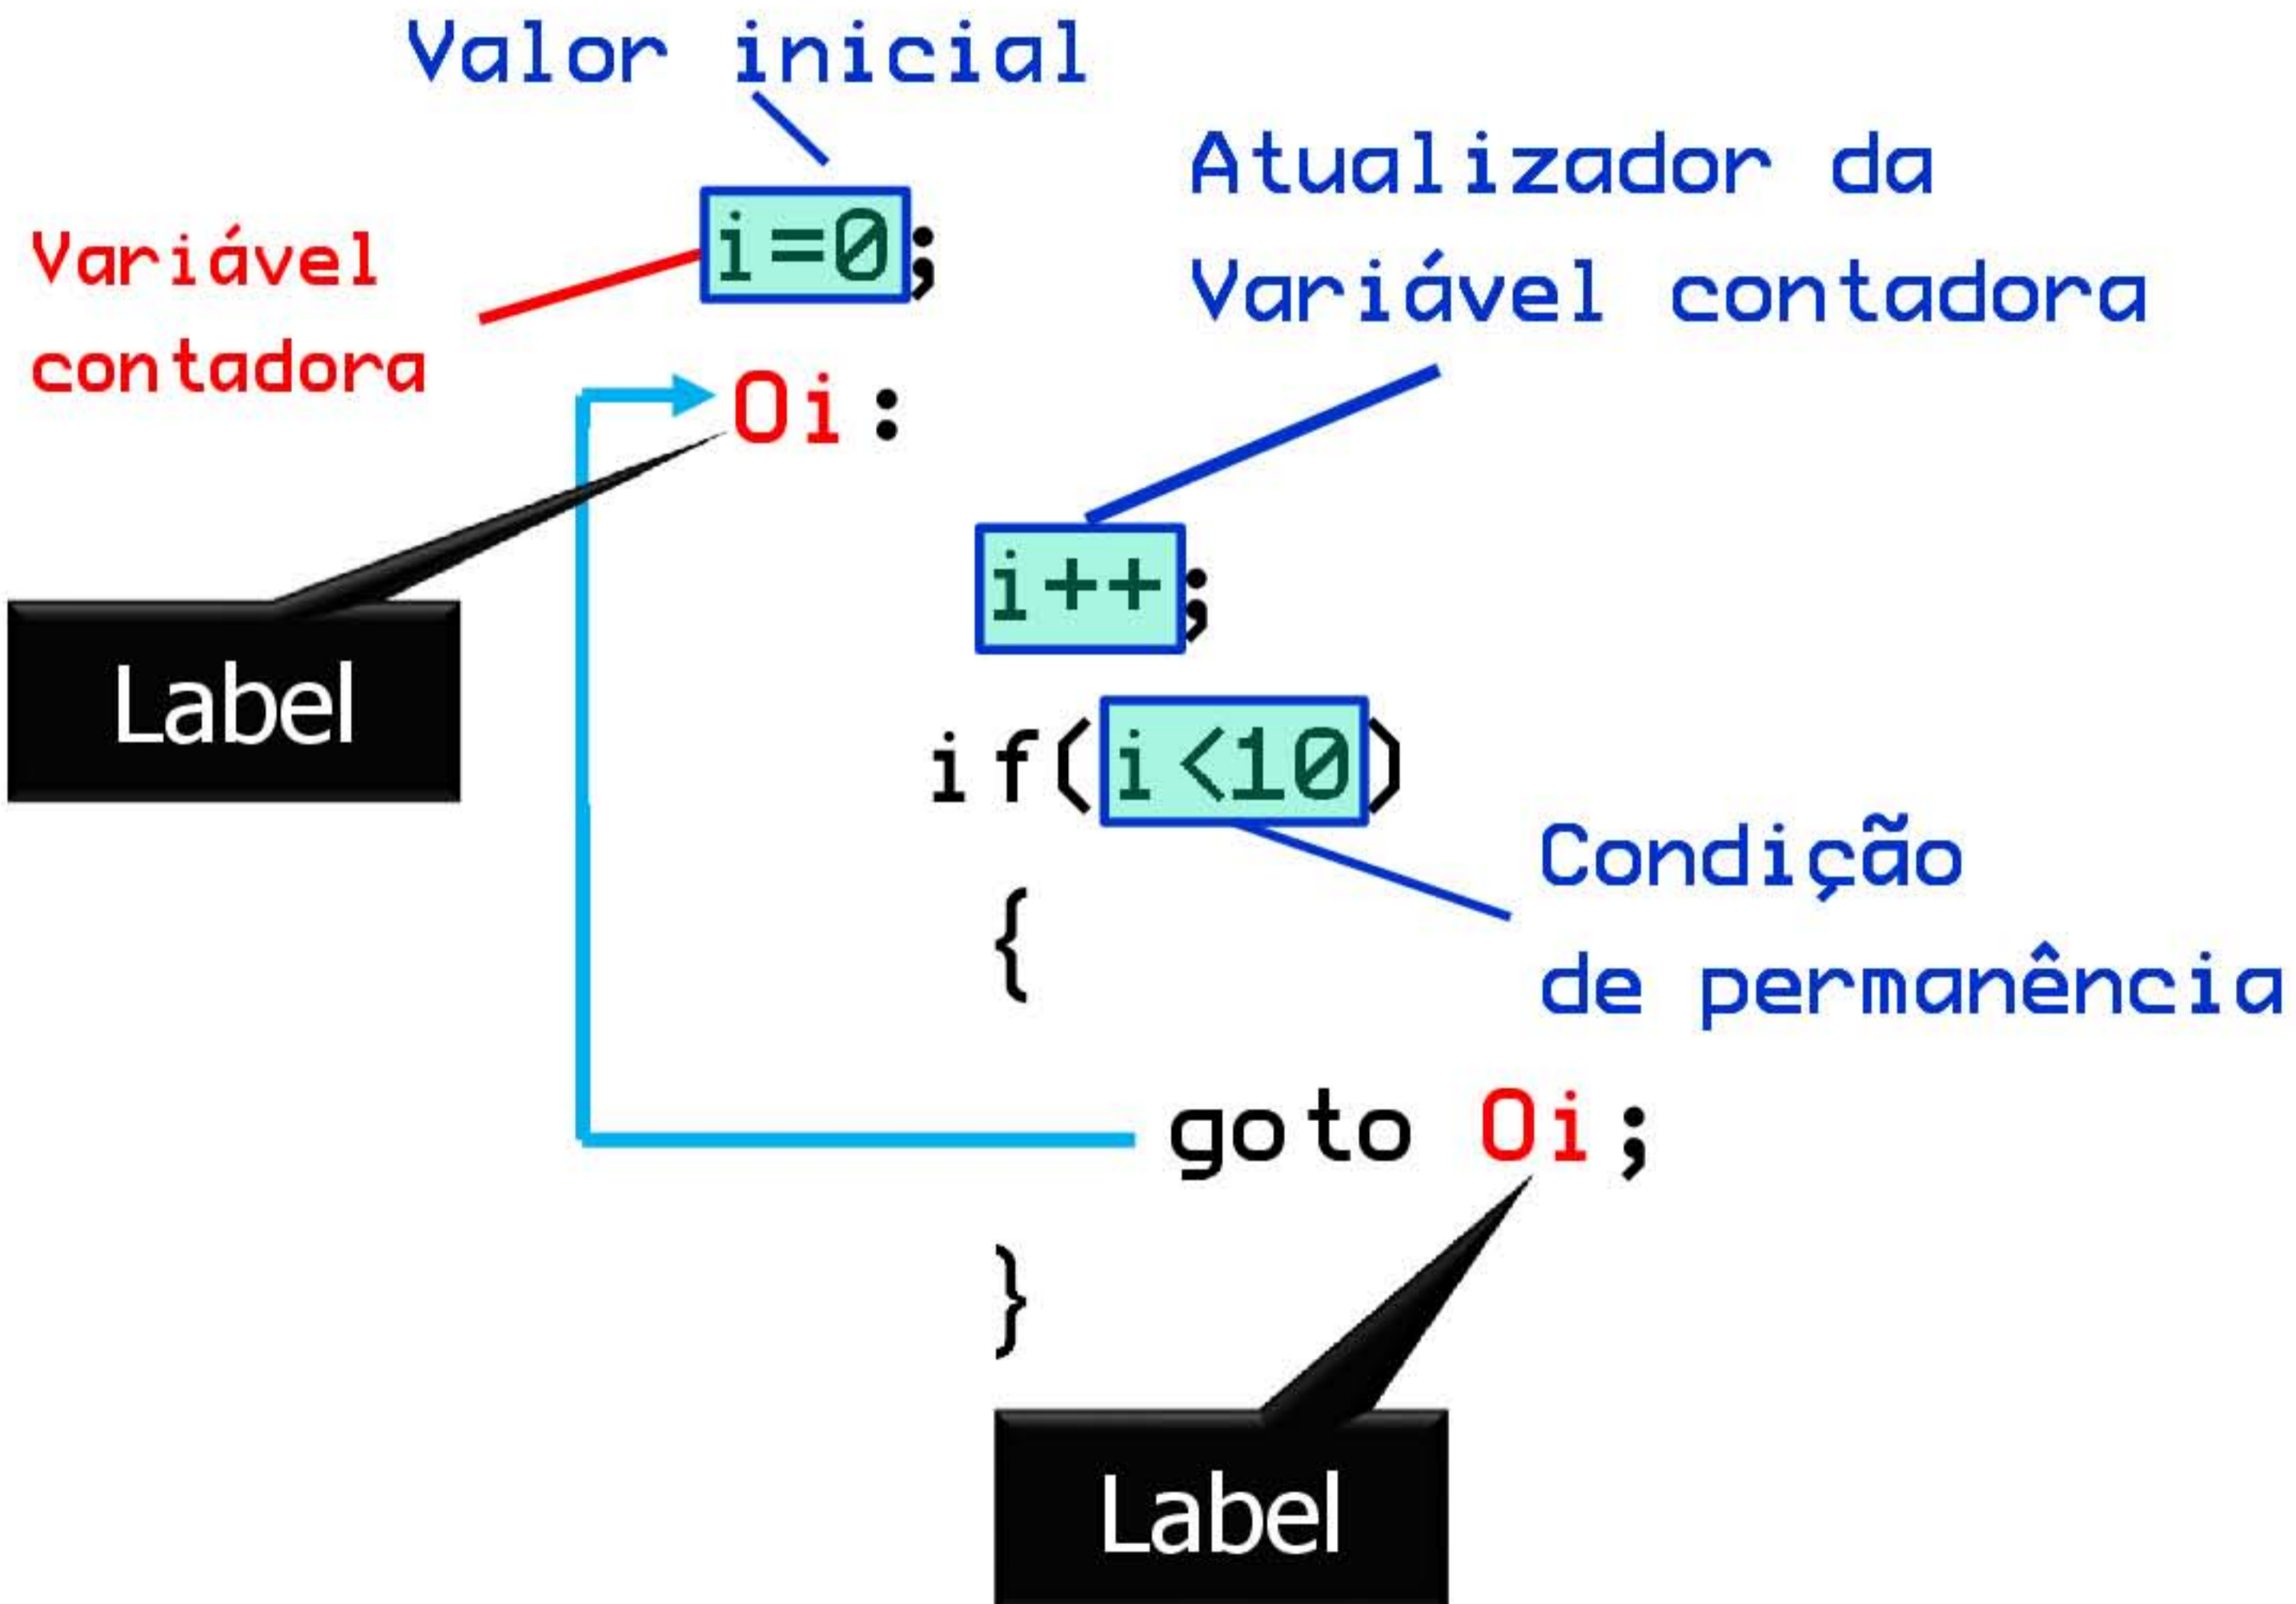 Valor inicial
Atualizador da
Variável contadora
Variável
contadora
i=0;
Oi:
Label
i++;
if(i<10)
Condição
de permanência
{
goto Oi;
}
Label